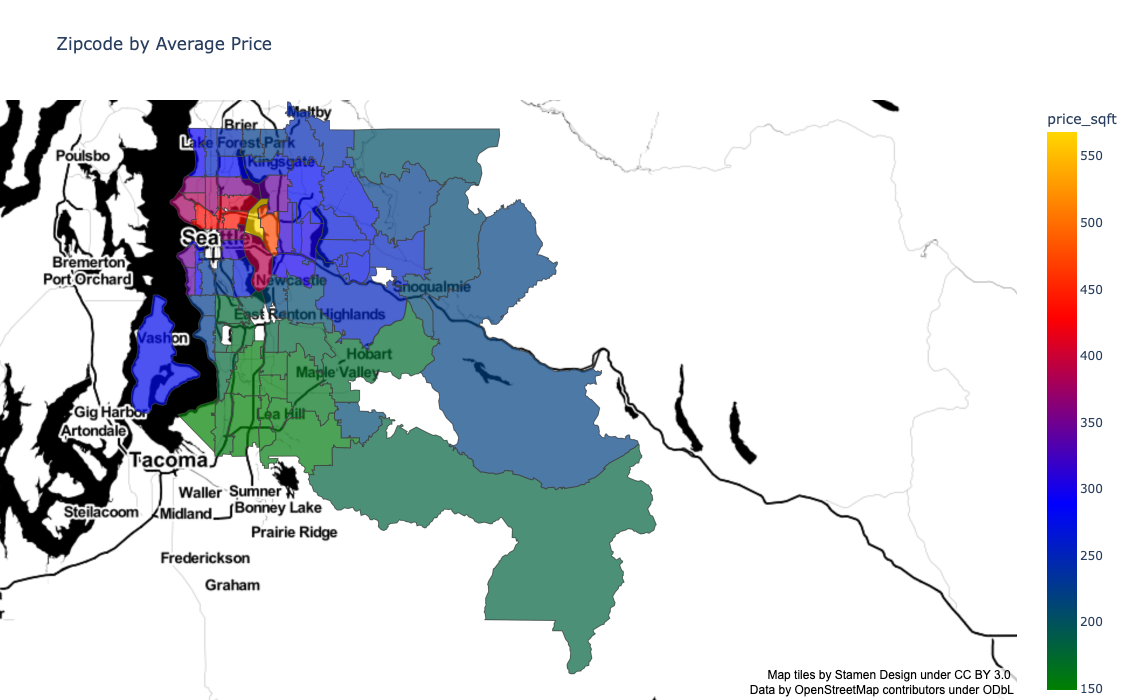 Zipcode by Average Price
price_sqft
550
500
450
400
350
300
250
200
150
Maltby
Brier
Lake Forest Park
Poulsbo
Kingsgate
Seattle
Bremerton
Port Orchard
Newcastle
Snoqualmie
East Renton Highlands
Vashon
Hobart
Maple Valley
Gig Harbor
Lea Hill
Artondale
Tacoma
Waller
Sumner
Steilacoom
Midland
Bonney Lake
Prairie Ridge
Frederickson
Graham
r
Map tiles by Stamen Design under CC BY 3.0
Data by OpenStreetMap contributors under ODbL